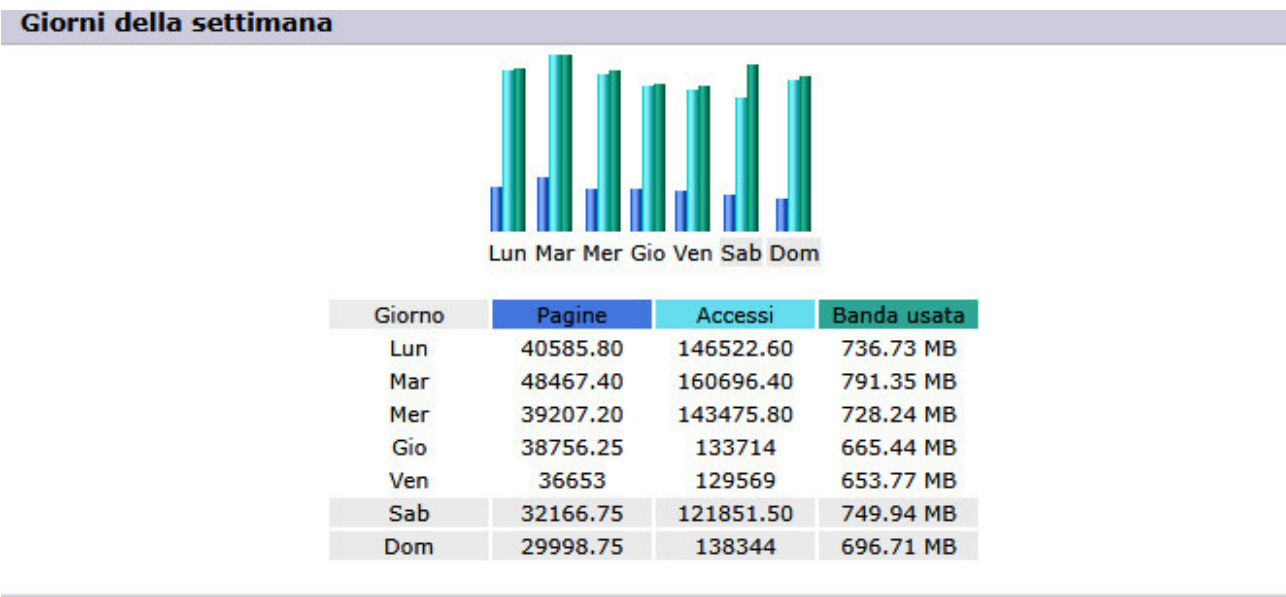 Giorni della settimana
Lun Mar Mer Gio Ven Sab Dom
Giorno Pagine Accessi Banda usata
Lun 40585.80 146522.60 736.73 MB
Mar 48467.40 160696.40 791.35 MB
Mer 39207.20 143475.80 728.24 MB
Gio 38756.25 133714 665.44 MB
Ven 36653 129569 653.77 MB
Sab 32166.75 121851.50 749.94 MB
Dom 29998.75 138344 696.71 MB